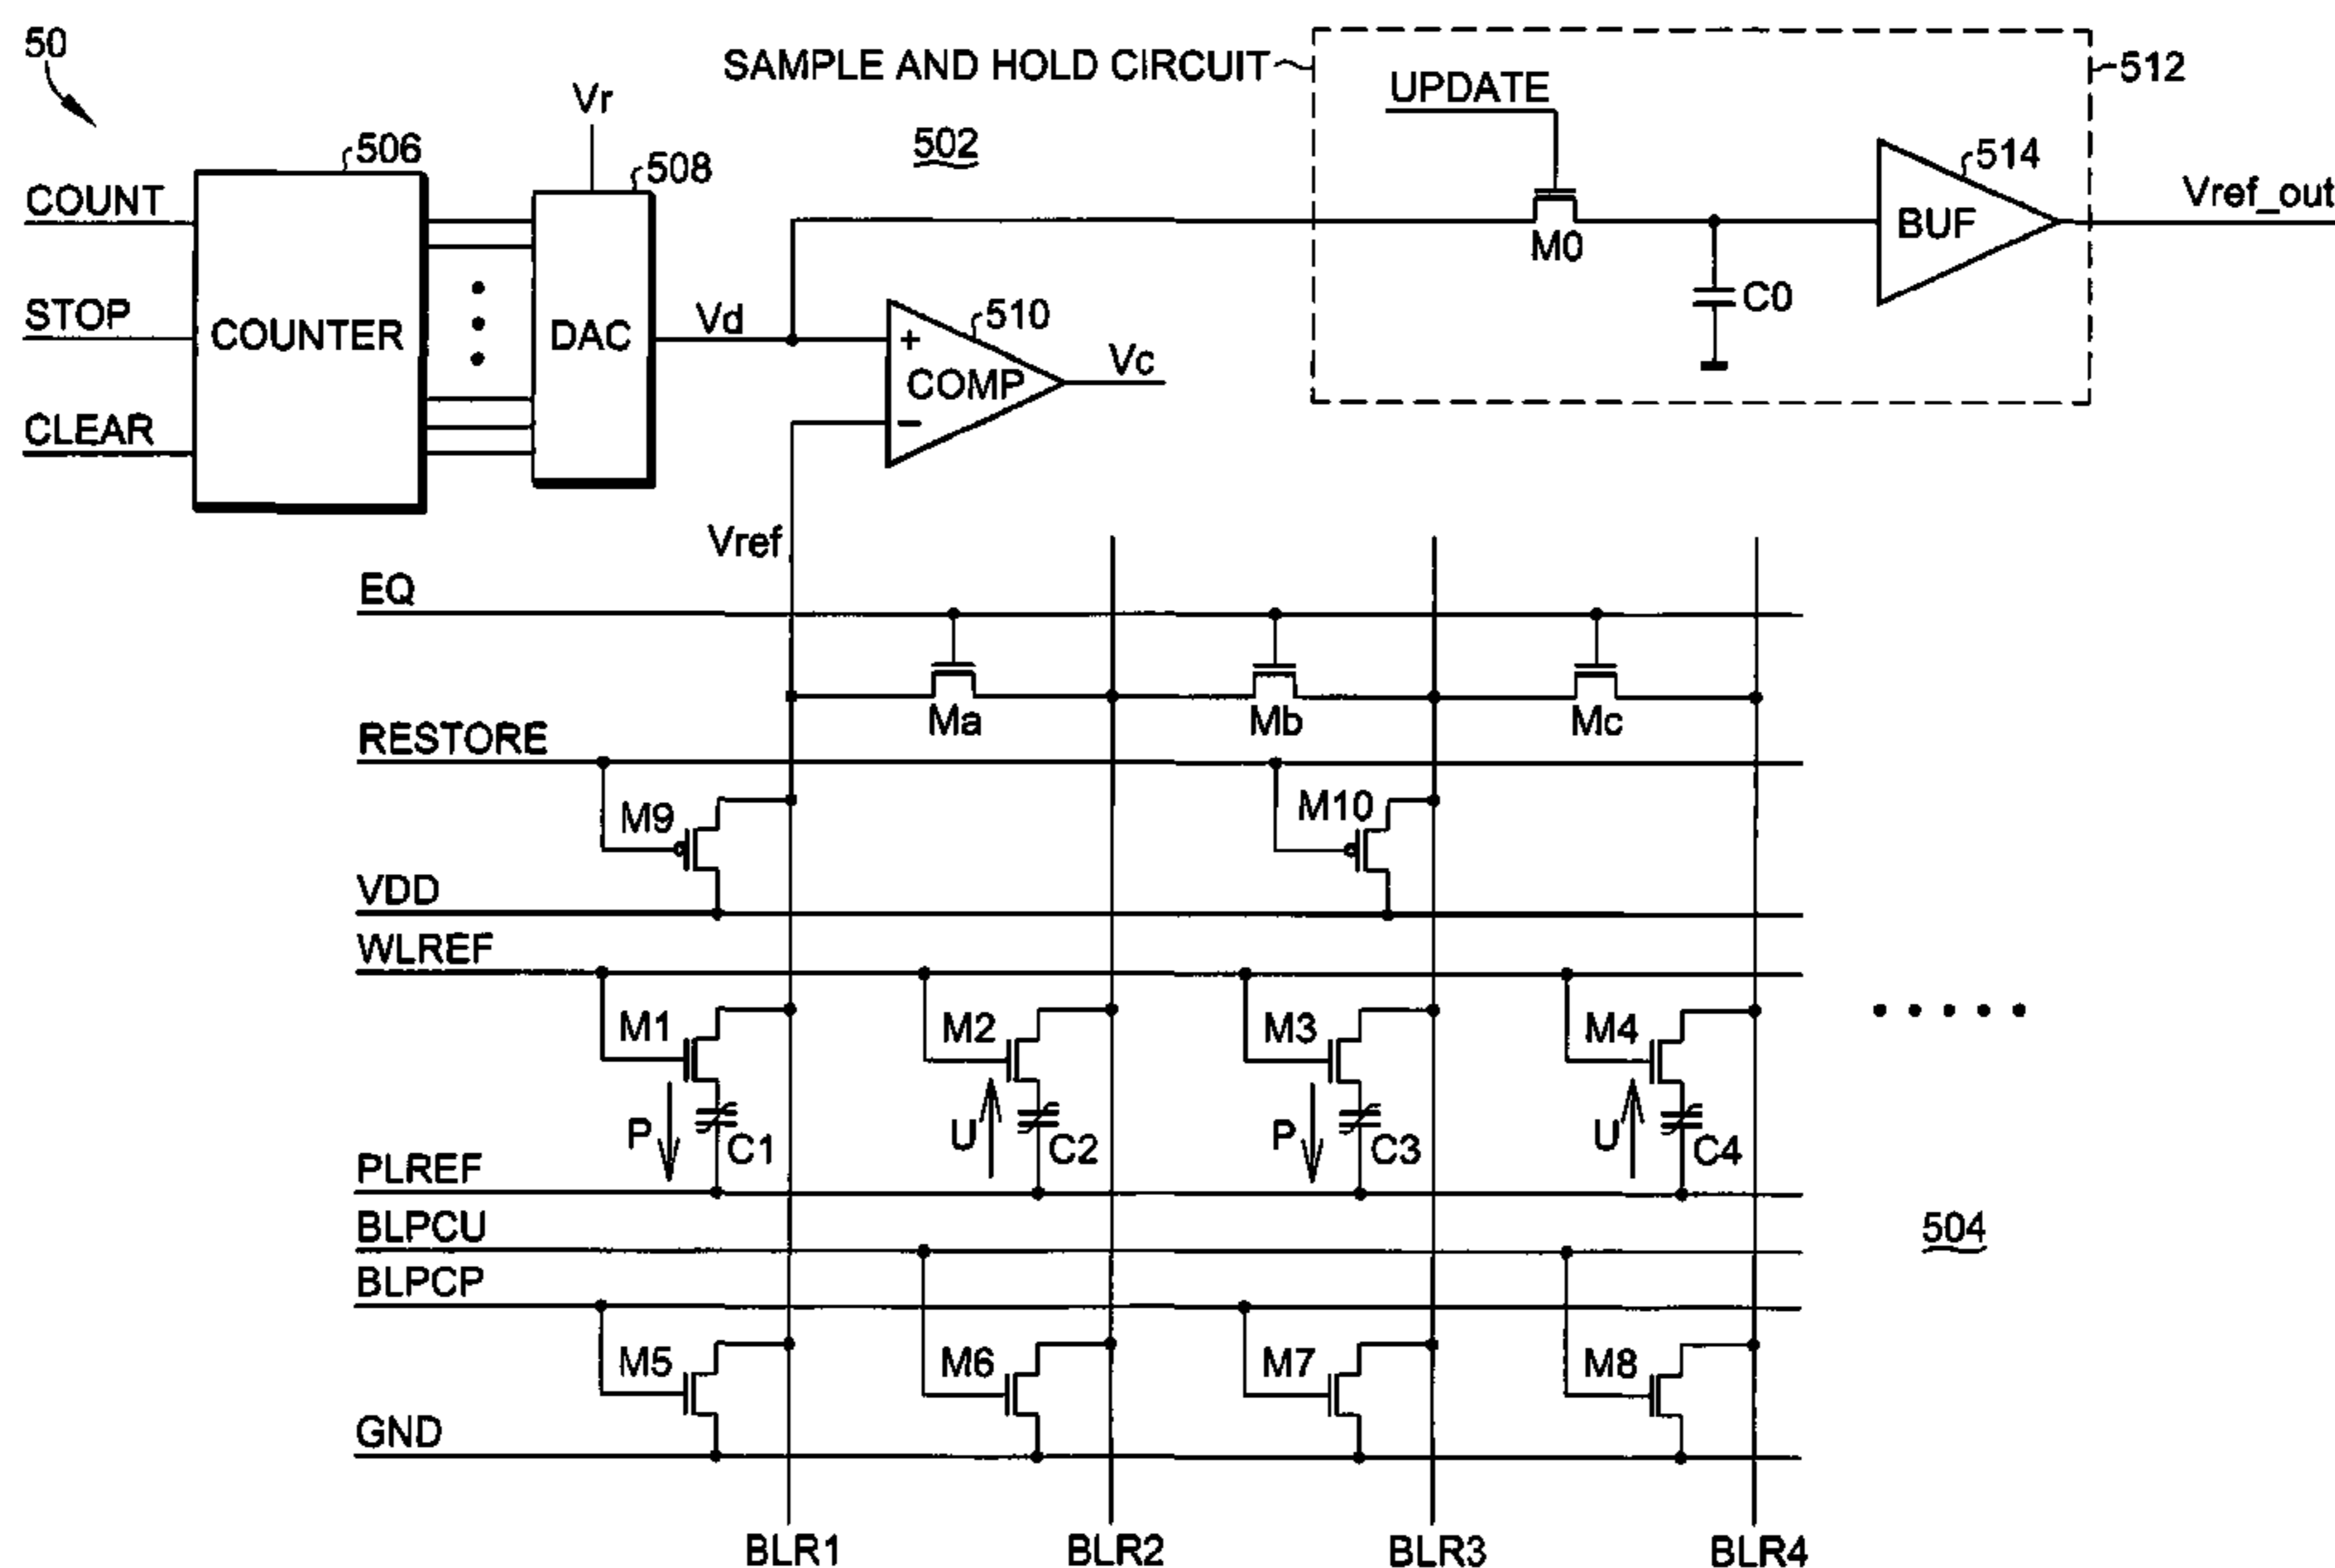 50
SAMPLE AND HOLD CIRCUIT
512
UPDATE
Vr
502
506
508
514
COUNT
Vref_out
BUF
M0
STOP
COUNTER
DAC
Vd
510
C0
+
COMP
Vc
CLEAR
−
Vref
EQ
Ma
Mb
Mc
RESTORE
M9
M10
VDD
WLREF
M1
M2
M3
M4
P
C1
U
C2
P
C3
U
C4
PLREF
BLPCU
504
BLPCP
M5
M6
M7
M8
GND
BLR1
BLR2
BLR3
BLR4